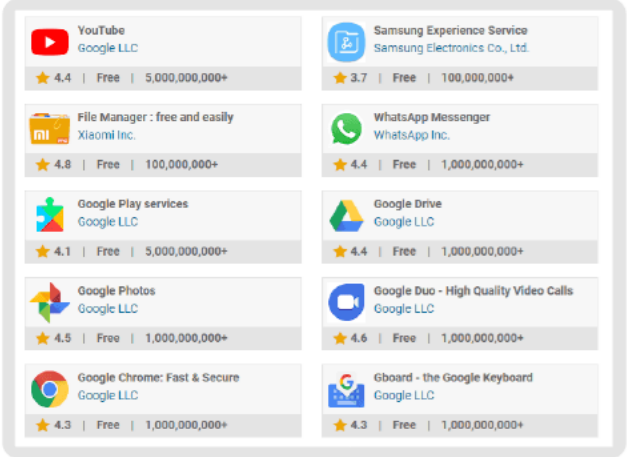 YouTube
Google LLC
4.4 | Free | 5,000,000,000+
Samsung Experience Service
Samsung Electronics Co., Ltd.
3.7 | Free | 100,000,000+
File Manager : free and easily
Xiaomi Inc.
4.8 | Free | 100,000,000+
WhatsApp Messenger
WhatsApp Inc.
4.4 | Free | 1,000,000,000+
Google Play services
Google LLC
4.1 | Free | 5,000,000,000+
Google Drive
Google LLC
4.4 | Free | 1,000,000,000+
Google Photos
Google LLC
4.5 | Free | 1,000,000,000+
Google Duo - High Quality Video Calls
Google LLC
4.6 | Free | 1,000,000,000+
Google Chrome: Fast & Secure
Google LLC
4.3 | Free | 1,000,000,000+
Gboard - the Google Keyboard
Google LLC
4.3 | Free | 1,000,000,000+